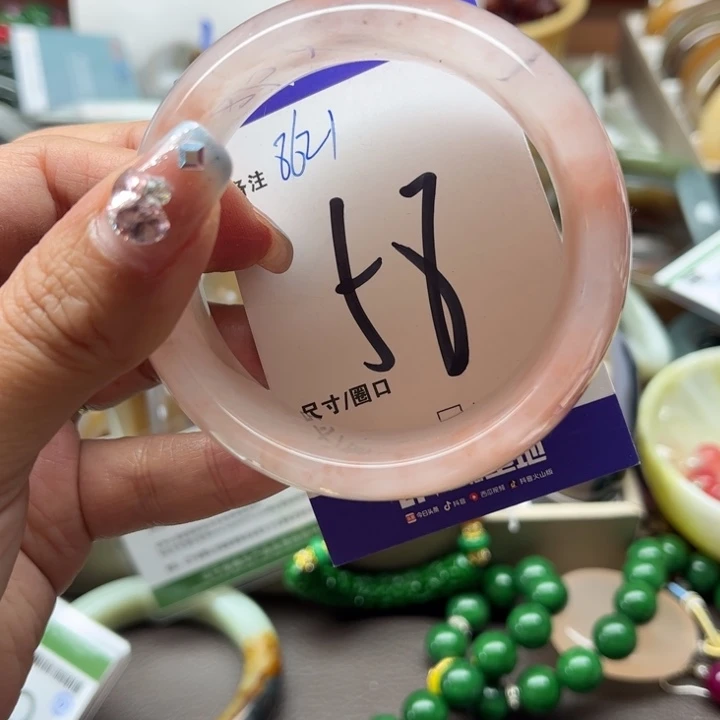 备注 8621
58
尺寸/圈口
今日头条 抖音 西瓜视频 抖音火山版